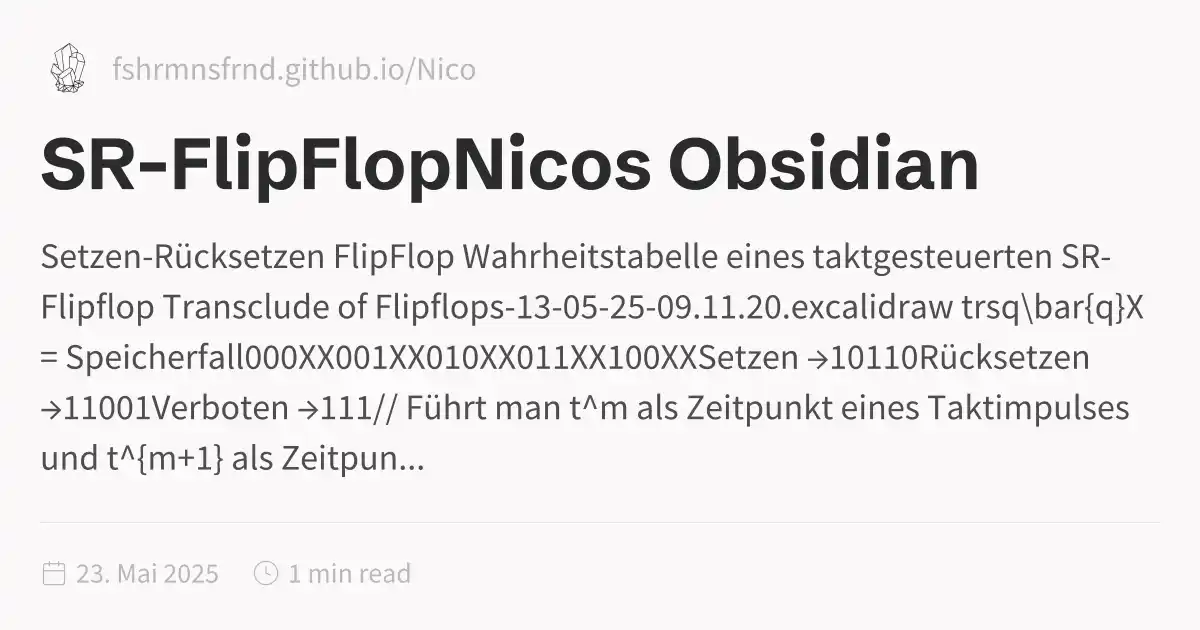 fshrmnsfrnd.github.io/Nico
SR-FlipFlopNicos Obsidian
Setzen-Rücksetzen FlipFlop Wahrheitstabelle eines taktgesteuerten SR-
Flipflop Transclude of Flipflops-13-05-25-09.11.20.excalidraw trsq\bar{q}X
= Speicherfall000XX001XX010XX011XX100XXSetzen →10110Rücksetzen
→11001Verboten →111// Führt man t^m als Zeitpunkt eines Taktimpulses
und t^{m+1} als Zeitpun...
23. Mai 2025 1 min read